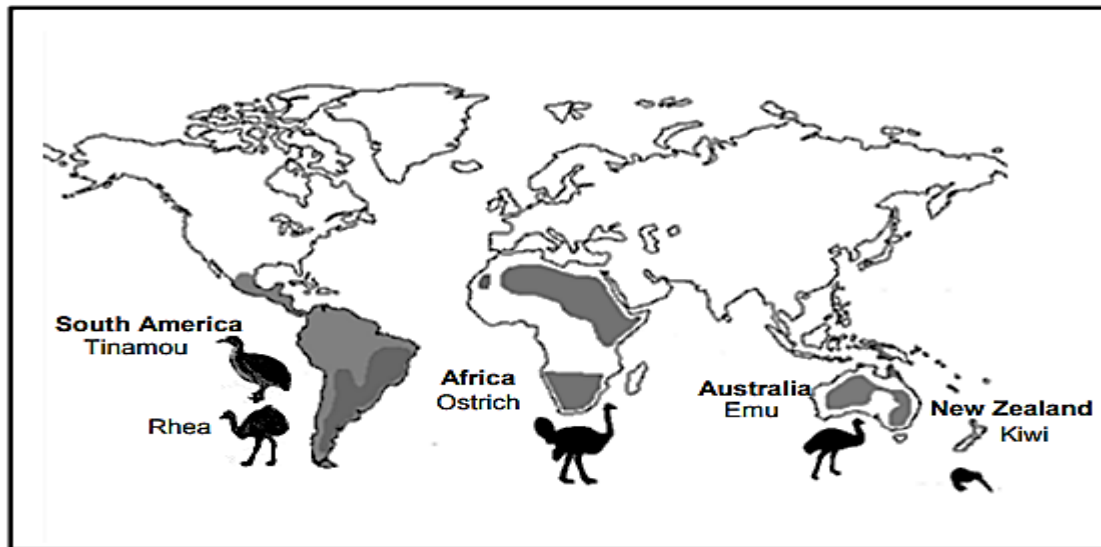 South America
Tinamou
Rhea
Africa
Ostrich
Australia
Emu
New Zealand
Kiwi